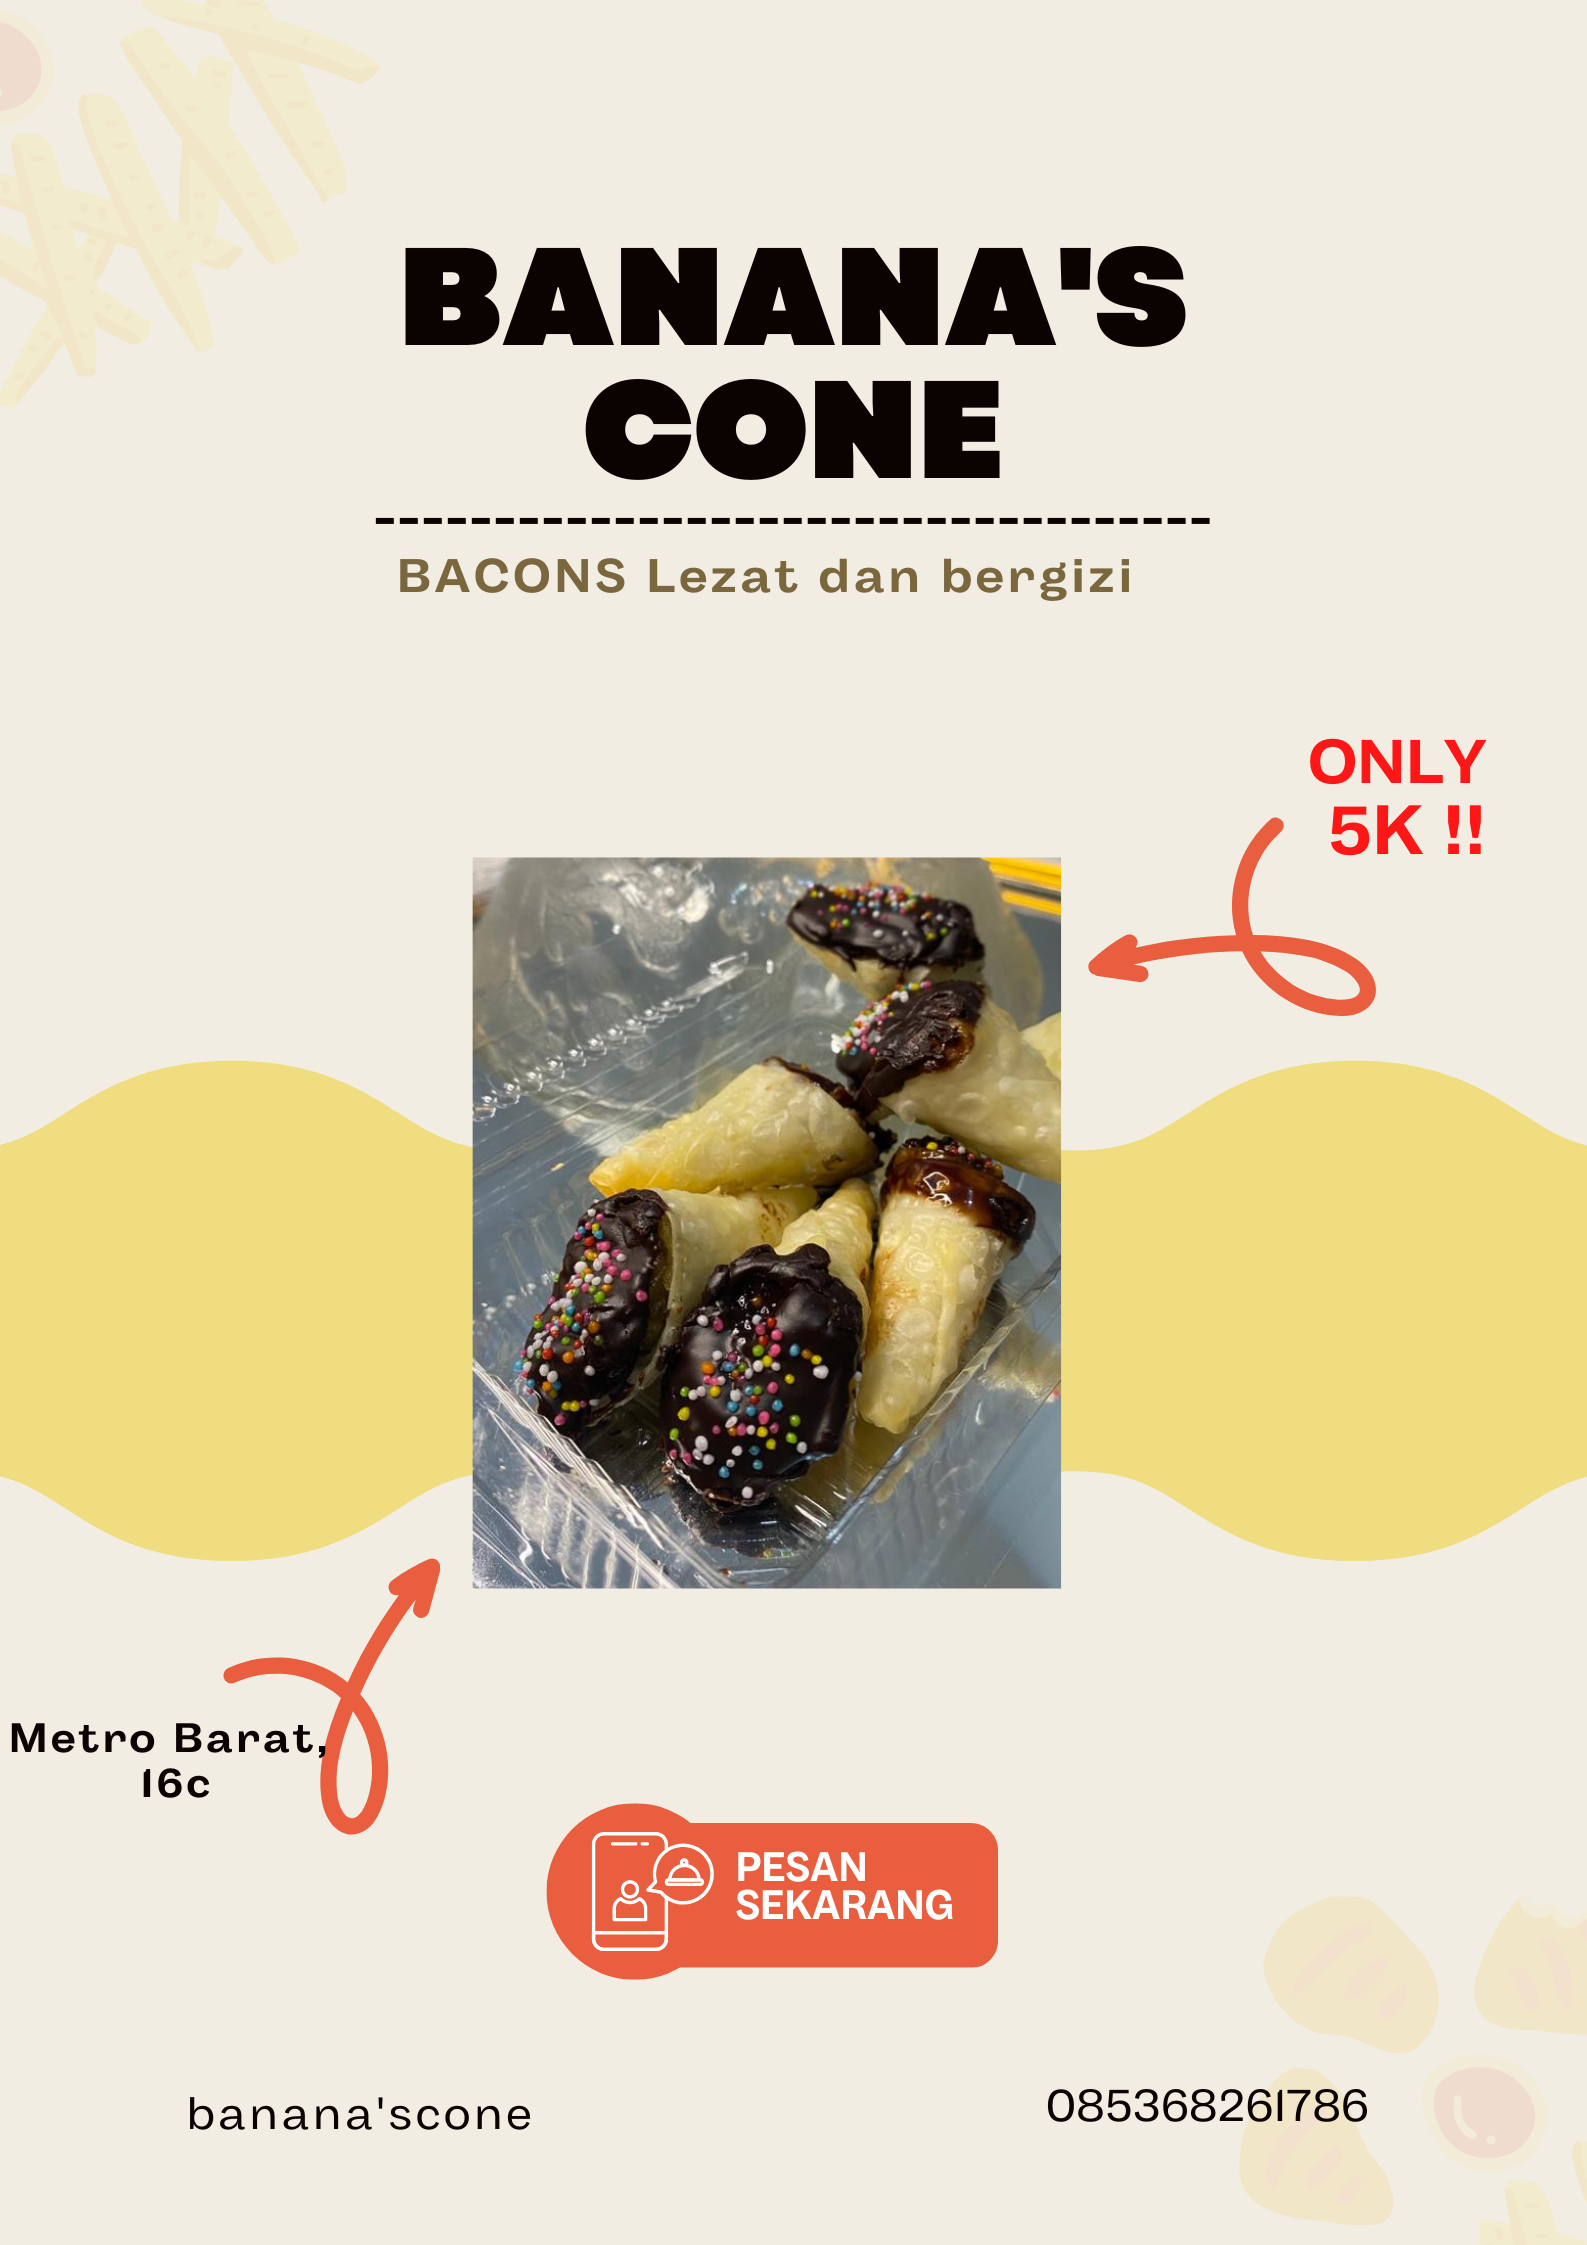 BANANA'S
CONE
-----------------------------------
BACONS Lezat dan bergizi
ONLY
5K !!
Metro Barat,
16c
PESAN
SEKARANG
banana'scone
085368261786